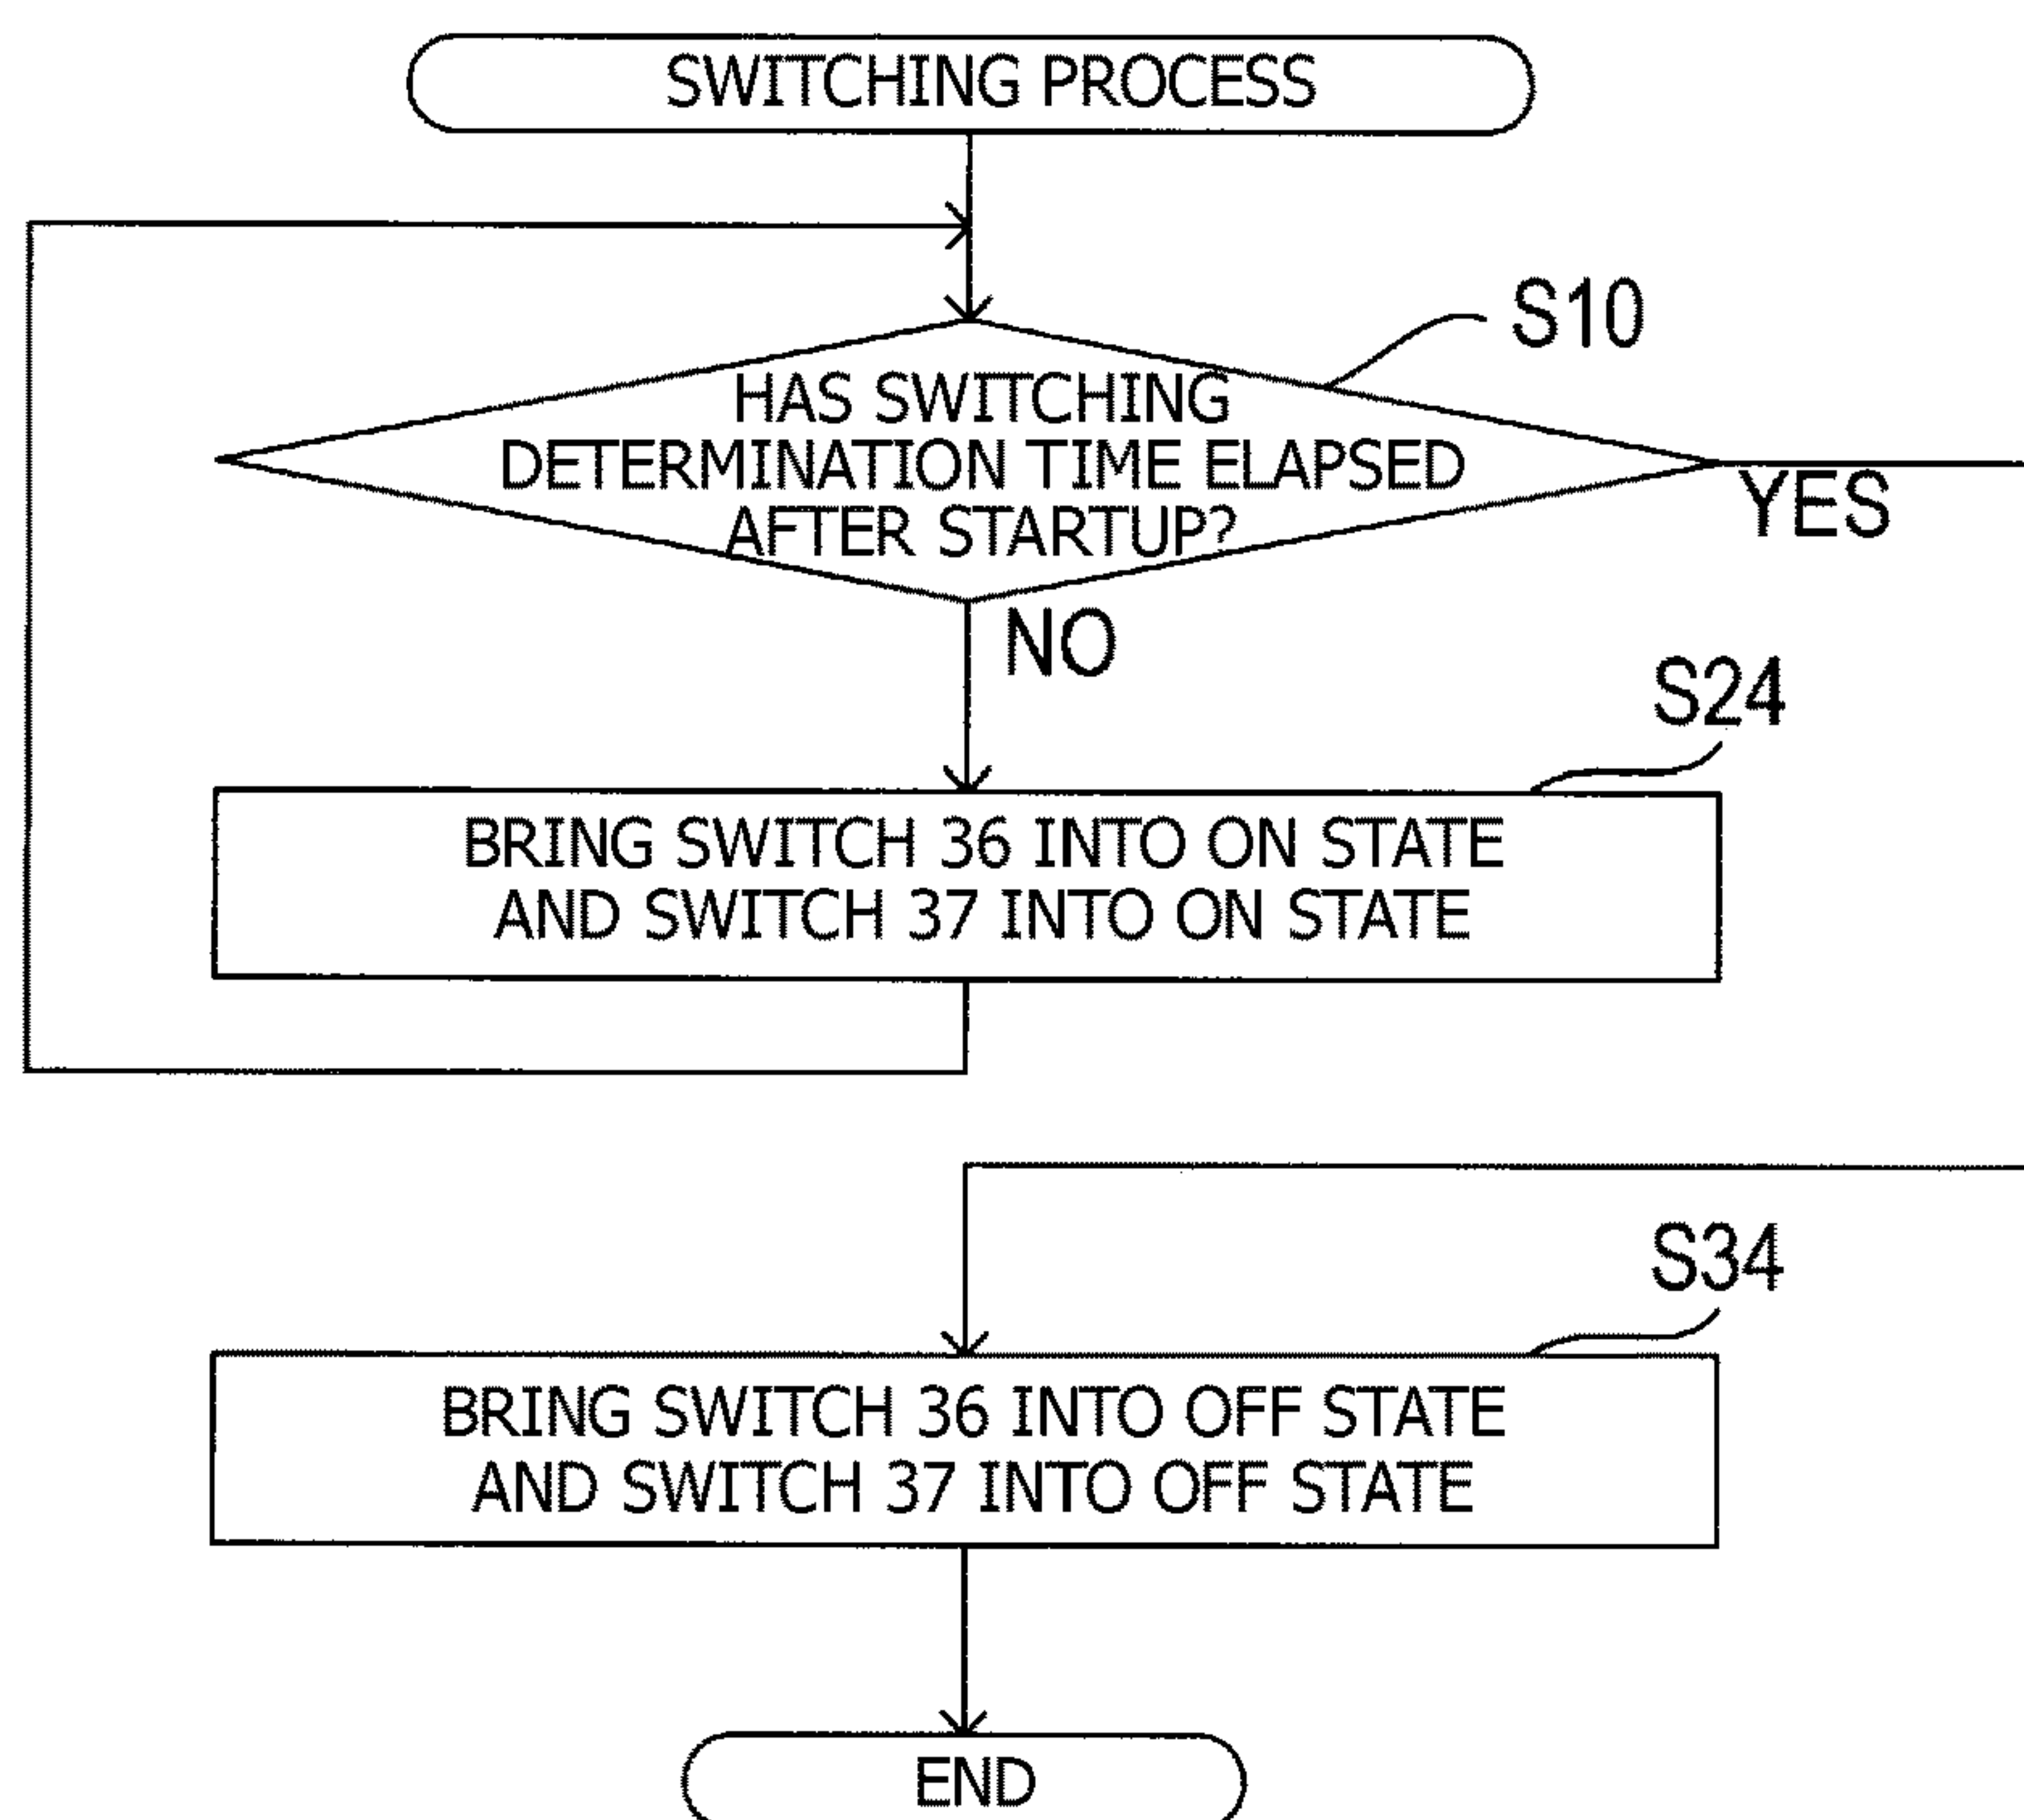 SWITCHING PROCESS
S10
HAS SWITCHING
DETERMINATION TIME ELAPSED
AFTER STARTUP?
YES
NO
S24
BRING SWITCH 36 INTO ON STATE
AND SWITCH 37 INTO ON STATE
S34
BRING SWITCH 36 INTO OFF STATE
AND SWITCH 37 INTO OFF STATE
END